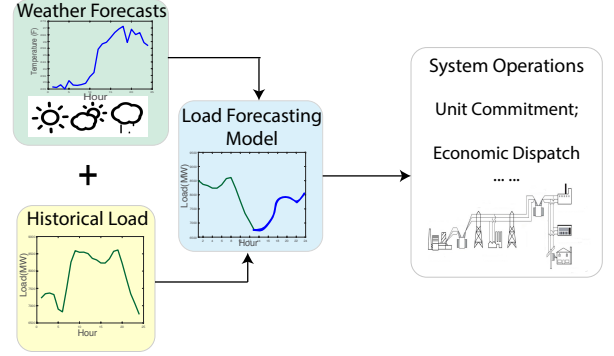 Weather Forecasts
Temperature (F)
Hour
+
Historical Load
Load(MW)
Hour
Load Forecasting
Model
Load(MW)
Hour
System Operations
Unit Commitment;
Economic Dispatch
... ...